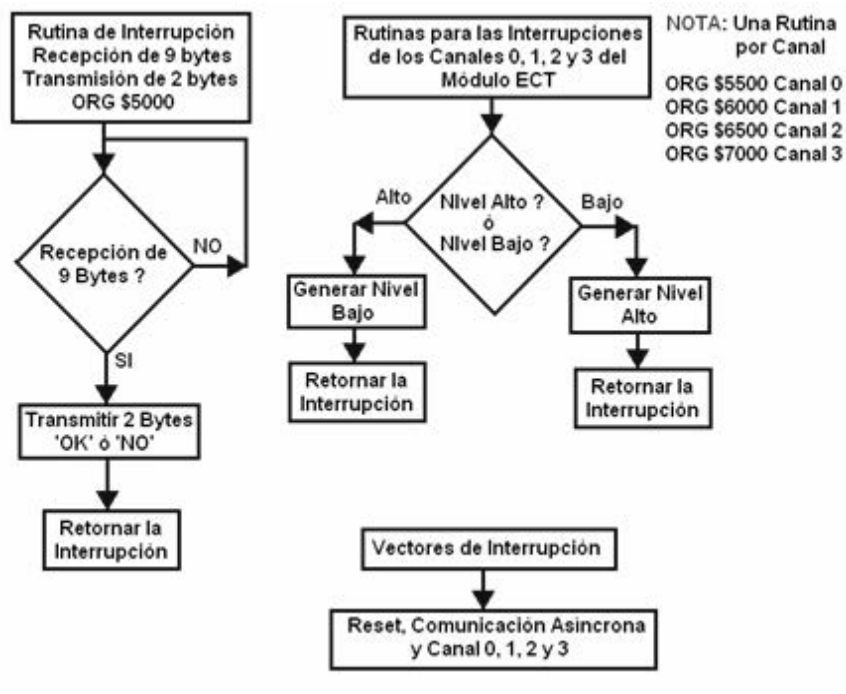 Rutina de Interrupción
Recepción de 9 bytes
Transmisión de 2 bytes
ORG $5000
Recepción de
9 Bytes ?
NO
SI
Transmitir 2 Bytes
'OK' ó 'NO'
Retornar la
Interrupción
Rutinas para las Interrupciones
de los Canales 0, 1, 2 y 3 del
Módulo ECT
NOTA: Una Rutina
por Canal
ORG $5500 Canal 0
ORG $6000 Canal 1
ORG $6500 Canal 2
ORG $7000 Canal 3
Alto
NIvel Alto ?
ó
NIvel Bajo ?
Bajo
Generar Nivel
Bajo
Retornar la
Interrupción
Generar Nivel
Alto
Retornar la
Interrupción
Vectores de Interrupción
Reset, Comunicación Asincrona
y Canal 0, 1, 2 y 3